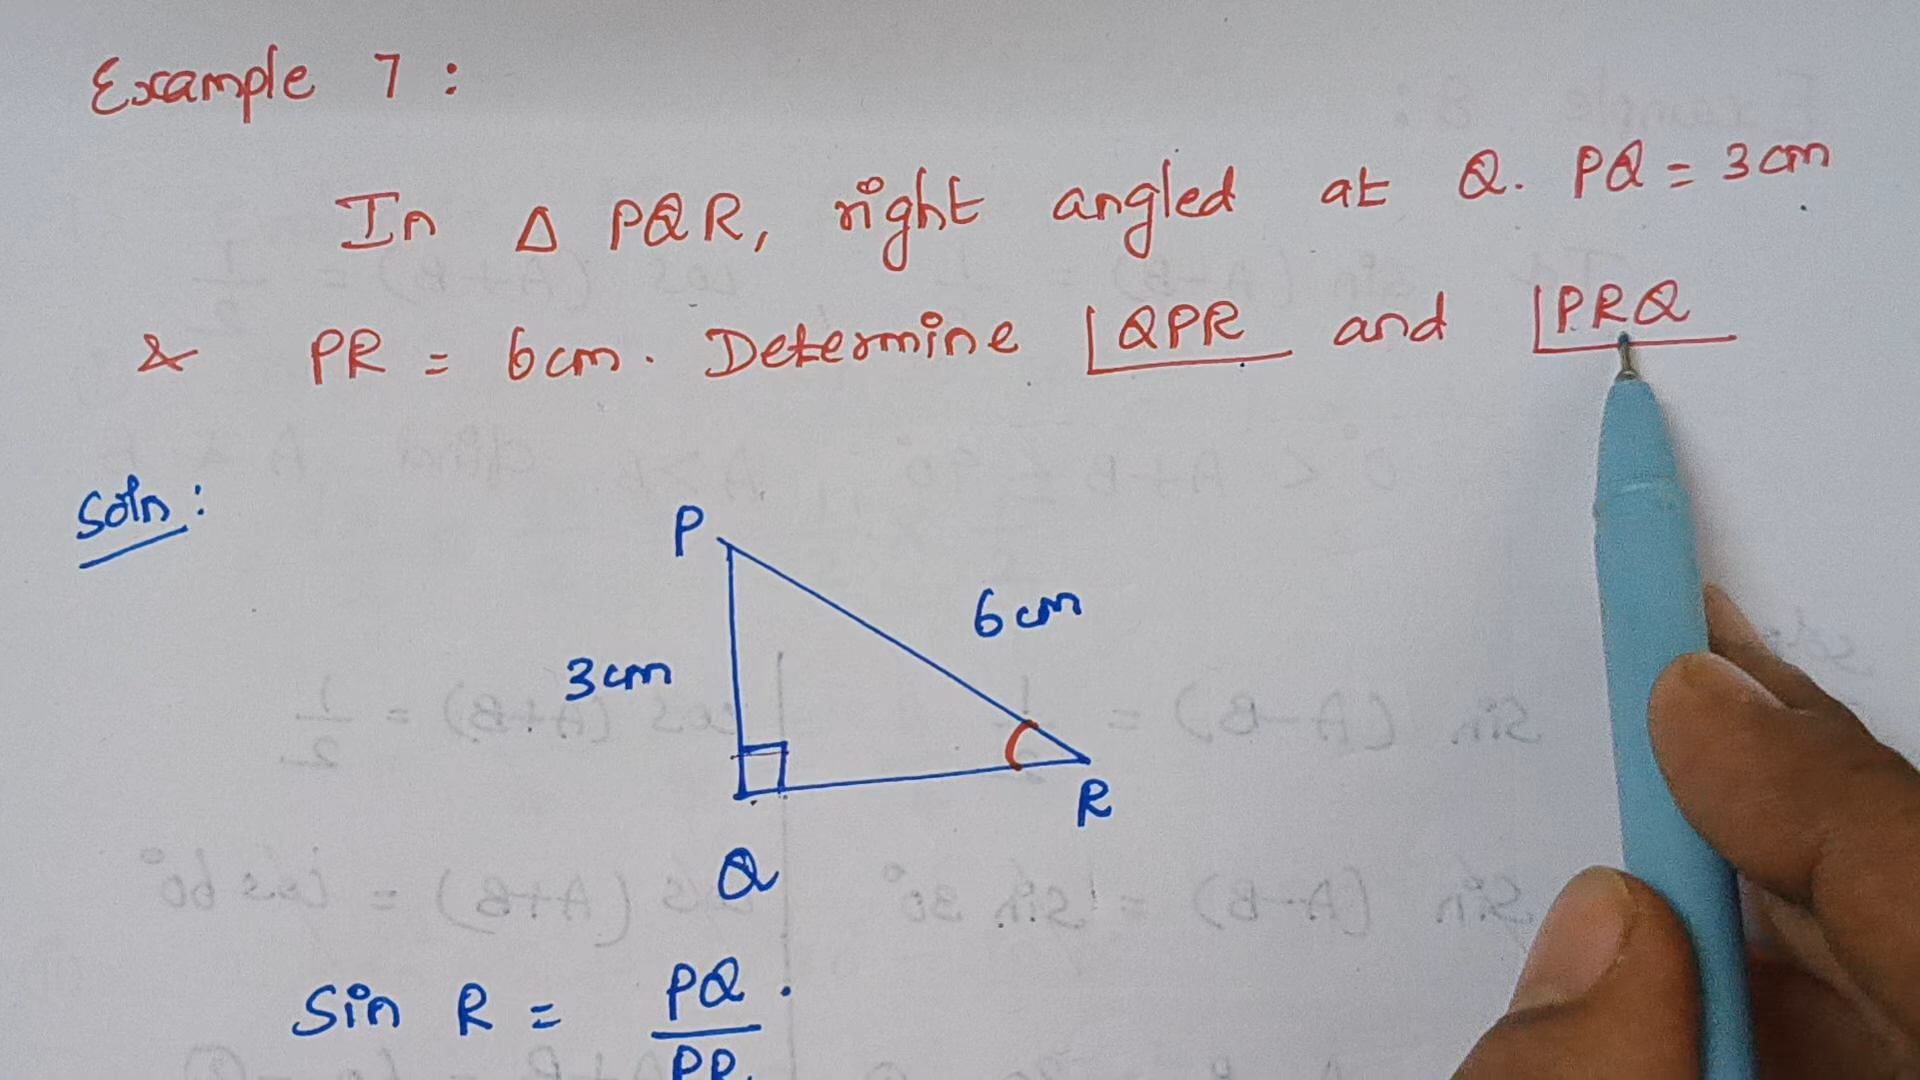 Example 7 :
In Δ PQR, right angled at Q. PQ = 3cm
& PR = 6cm. Determine ∠QPR and ∠PRQ
Soln :
P
6cm
3cm
R
Q
Sin R = PQ / PR